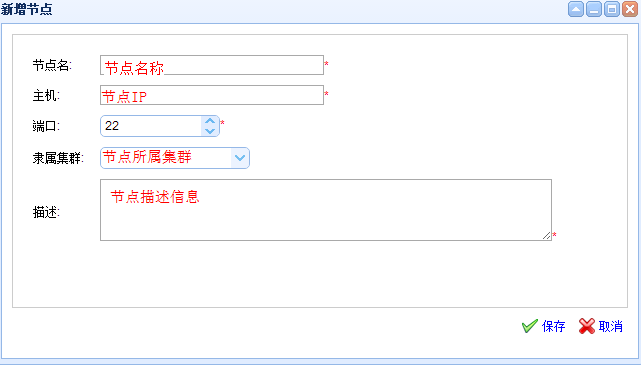 新增节点
节点名: 节点名称 *
主机: 节点IP *
端口: 22 *
隶属集群: 节点所属集群
描述: 节点描述信息 *
保存 取消